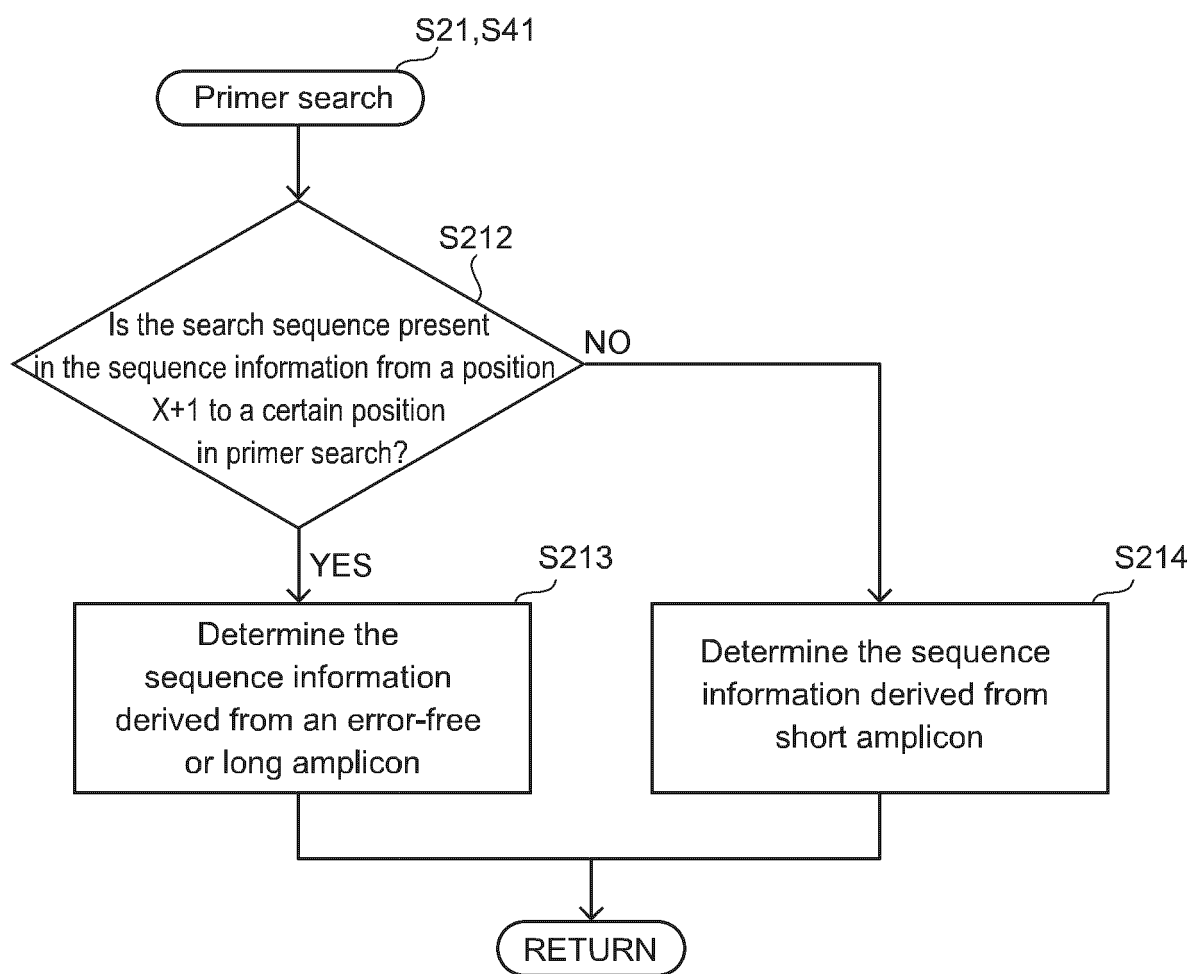 S21,S41
Primer search
S212
Is the search sequence present
in the sequence information from a position
X+1 to a certain position
in primer search?
NO
YES
S213
Determine the
sequence information
derived from an error-free
or long amplicon
S214
Determine the sequence
information derived from
short amplicon
RETURN